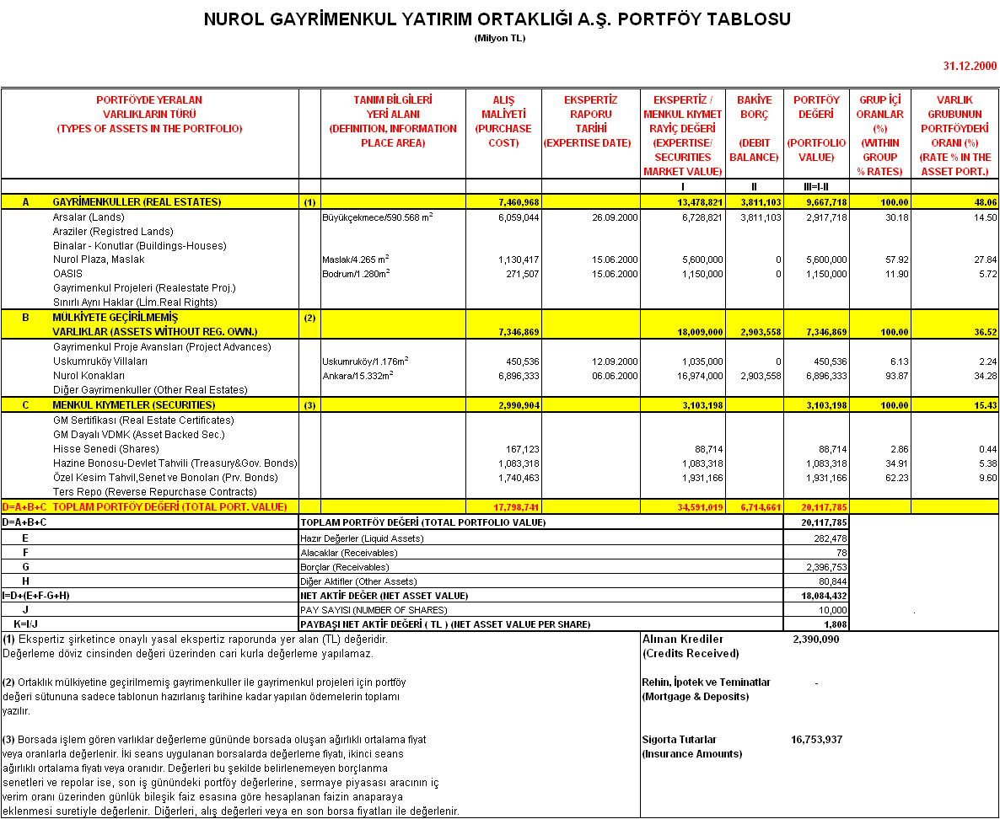 NUROL GAYRİMENKUL YATIRIM ORTAKLIĞI A.Ş. PORTFÖY TABLOSU
(Milyon TL)
31.12.2000
PORTFÖYDE YERALAN VARLIKLARIN TÜRÜ (TYPES OF ASSETS IN THE PORTFOLIO) TANIM BİLGİLERİ YERİ ALANI (DEFINITION, INFORMATION PLACE AREA) ALIŞ MALİYETİ (PURCHASE COST) EKSPERTİZ RAPORU TARİHİ (EXPERTISE DATE) EKSPERTİZ / MENKUL KIYMET RAYİÇ DEĞERİ (EXPERTISE/ SECURITIES MARKET VALUE) BAKİYE BORÇ (DEBIT BALANCE) PORTFÖY DEĞERİ (PORTFOLIO VALUE) GRUP İÇİ ORANLAR (%) (WITHIN GROUP % RATES) VARLIK GRUBUNUN PORTFÖYDEKİ ORANI (%) (RATE % IN THE ASSET PORT.)
I II III=I-II
A GAYRİMENKULLER (REAL ESTATES) (1) 7,460,968 13,478,821 3,811,103 9,667,718 100.00 48.06
Arsalar (Lands) Büyükçekmece/590.568 m2 6,059,044 26.09.2000 6,728,821 3,811,103 2,917,718 30.18 14.50
Araziler (Registred Lands)
Binalar - Konutlar (Buildings-Houses)
Nurol Plaza, Maslak Maslak/4.265 m2 1,130,417 15.06.2000 5,600,000 0 5,600,000 57.92 27.84
OASIS Bodrum/1.280m2 271,507 15.06.2000 1,150,000 0 1,150,000 11.90 5.72
Gayrimenkul Projeleri (Realestate Proj.)
Sınırlı Aynı Haklar (Lİm.Real Rights)
B MÜLKİYETE GEÇİRİLMEMİŞ (2)
VARLIKLAR (ASSETS WITHOUT REG. OWN.) 7,346,869 18,009,000 2,903,558 7,346,869 100.00 36.52
Gayrimenkul Proje Avansları (Project Advances)
Uskumruköy Villaları Uskumruköy/1.176m2 450,536 12.09.2000 1,035,000 0 450,536 6.13 2.24
Nurol Konakları Ankara/15.332m2 6,896,333 06.06.2000 16,974,000 2,903,558 6,896,333 93.87 34.28
Diğer Gayrimenkuller (Other Real Estates)
C MENKUL KIYMETLER (SECURITIES) (3) 2,990,904 3,103,198 3,103,198 100.00 15.43
GM Sertifikası (Real Estate Certificates)
GM Dayalı VDMK (Asset Backed Sec.)
Hisse Senedi (Shares) 167,123 88,714 88,714 2.86 0.44
Hazine Bonosu-Devlet Tahvili (Treasury&Gov. Bonds) 1,083,318 1,083,318 1,083,318 34.91 5.38
Özel Kesim Tahvil,Senet ve Bonoları (Prv. Bonds) 1,740,463 1,931,166 1,931,166 62.23 9.60
Ters Repo (Reverse Repurchase Contracts)
D=A+B+C TOPLAM PORTFÖY DEĞERİ (TOTAL PORT. VALUE) 17,798,741 34,591,019 6,714,661 20,117,785
D=A+B+C TOPLAM PORTFÖY DEĞERİ (TOTAL PORTFOLIO VALUE) 20,117,785
E Hazır Değerler (Liquid Assets) 282,478
F Alacaklar (Receivables) 78
G Borçlar (Receivables) 2,396,753
H Diğer Aktifler (Other Assets) 80,844
I=D+(E+F-G+H) NET AKTİF DEĞER (NET ASSET VALUE) 18,084,432
J PAY SAYISI (NUMBER OF SHARES) 10,000
K=I/J PAYBAŞI NET AKTİF DEĞERİ ( TL ) (NET ASSET VALUE PER SHARE) 1,808
(1) Ekspertiz şirketince onaylı yasal ekspertiz raporunda yer alan (TL) değeridir.
Değerleme döviz cinsinden değeri üzerinden cari kurla değerleme yapılamaz.
(2) Ortaklık mülkiyetine geçirilmemiş gayrimenkuller ile gayrimenkul projeleri için portföy
değeri sütununa sadece tablonun hazırlanış tarihine kadar yapılan ödemelerin toplamı
yazılır.
(3) Borsada işlem gören varlıklar değerleme gününde borsada oluşan ağırlıklı ortalama fiyat
veya oranlarla değerlenir. İki seans uygulanan borsalarda değerleme fiyatı, ikinci seans
ağırlıklı ortalama fiyatı veya oranıdır. Değerleri bu şekilde belirlenemeyen borçlanma
senetleri ve repolar ise, son iş günündeki portföy değerlerine, sermaye piyasası aracının iç
verim oranı üzerinden günlük bileşik faiz esasına göre hesaplanan faizin anaparaya
eklenmesi suretiyle değerlenir. Diğerleri, alış değerleri veya en son borsa fiyatları ile değerlenir.
Alınan Krediler 2,390,090
(Credits Received)
Rehin, İpotek ve Teminatlar -
(Mortgage & Deposits)
Sigorta Tutarlar 16,753,937
(Insurance Amounts)